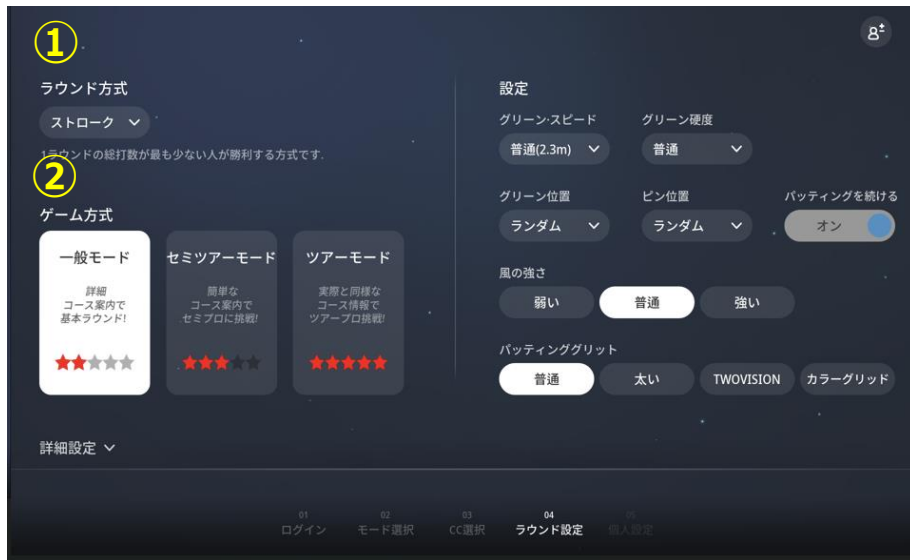 ①
ラウンド方式
ストローク
1ラウンドの総打数が最も少ない人が勝利する方式です.
②
ゲーム方式
一般モード
詳細
コース案内で
基本ラウンド!
セミツアーモード
簡単な
コース案内で
セミプロに挑戦!
ツアーモード
実際と同様な
コース情報で
ツアープロ挑戦!
詳細設定
設定
グリーン·スピード
普通(2.3m)
グリーン硬度
普通
グリーン位置
ランダム
ピン位置
ランダム
パッティングを続ける
オン
風の強さ
弱い 普通 強い
パッティンググリット
普通 太い TWOVISION カラーグリッド
01 02 03 04 05
ログイン モード選択 CC選択 ラウンド設定 個人設定